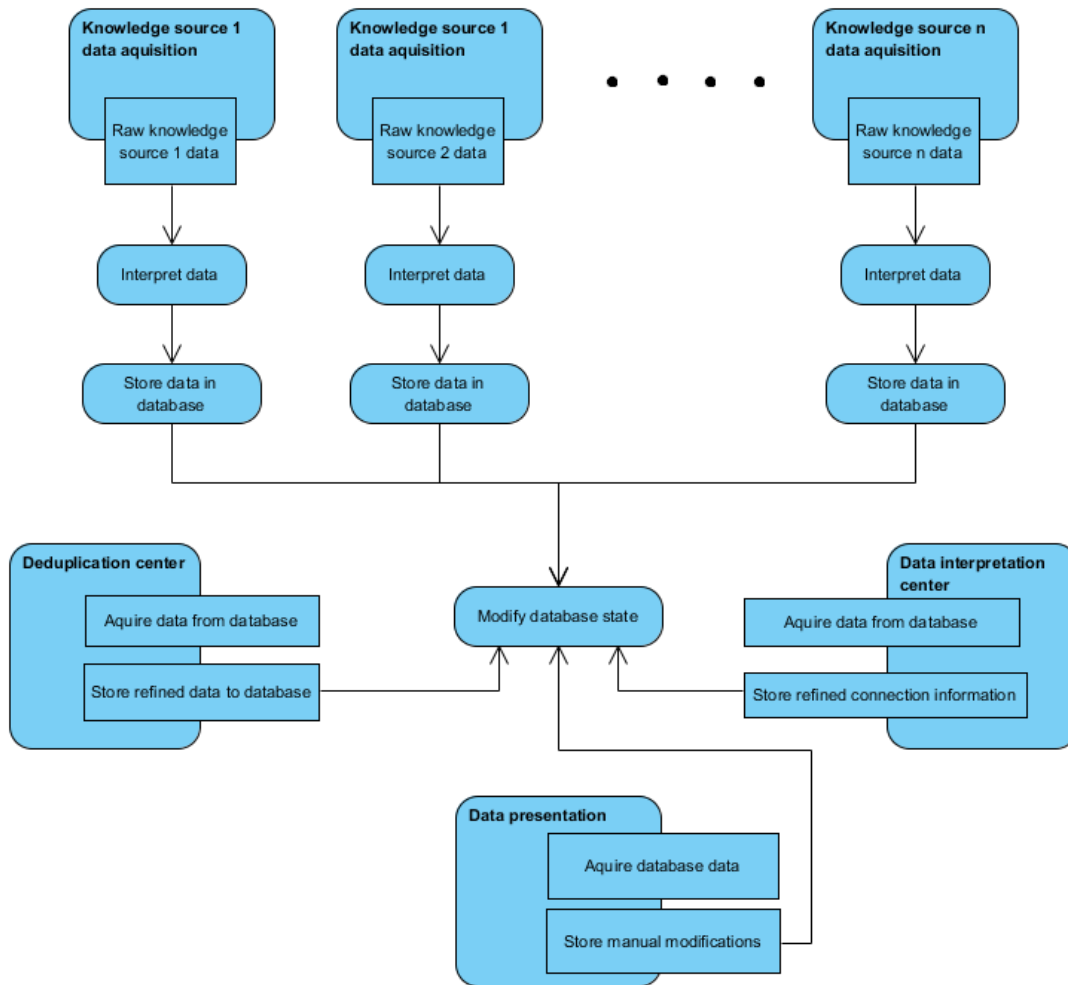 Knowledge source 1
data aquisition
Raw knowledge
source 1 data
Knowledge source 1
data aquisition
Raw knowledge
source 2 data
Knowledge source n
data aquisition
Raw knowledge
source n data
Interpret data
Interpret data
Interpret data
Store data in
database
Store data in
database
Store data in
database
Deduplication center
Aquire data from database
Store refined data to database
Modify database state
Data interpretation
center
Aquire data from database
Store refined connection information
Data presentation
Aquire database data
Store manual modifications